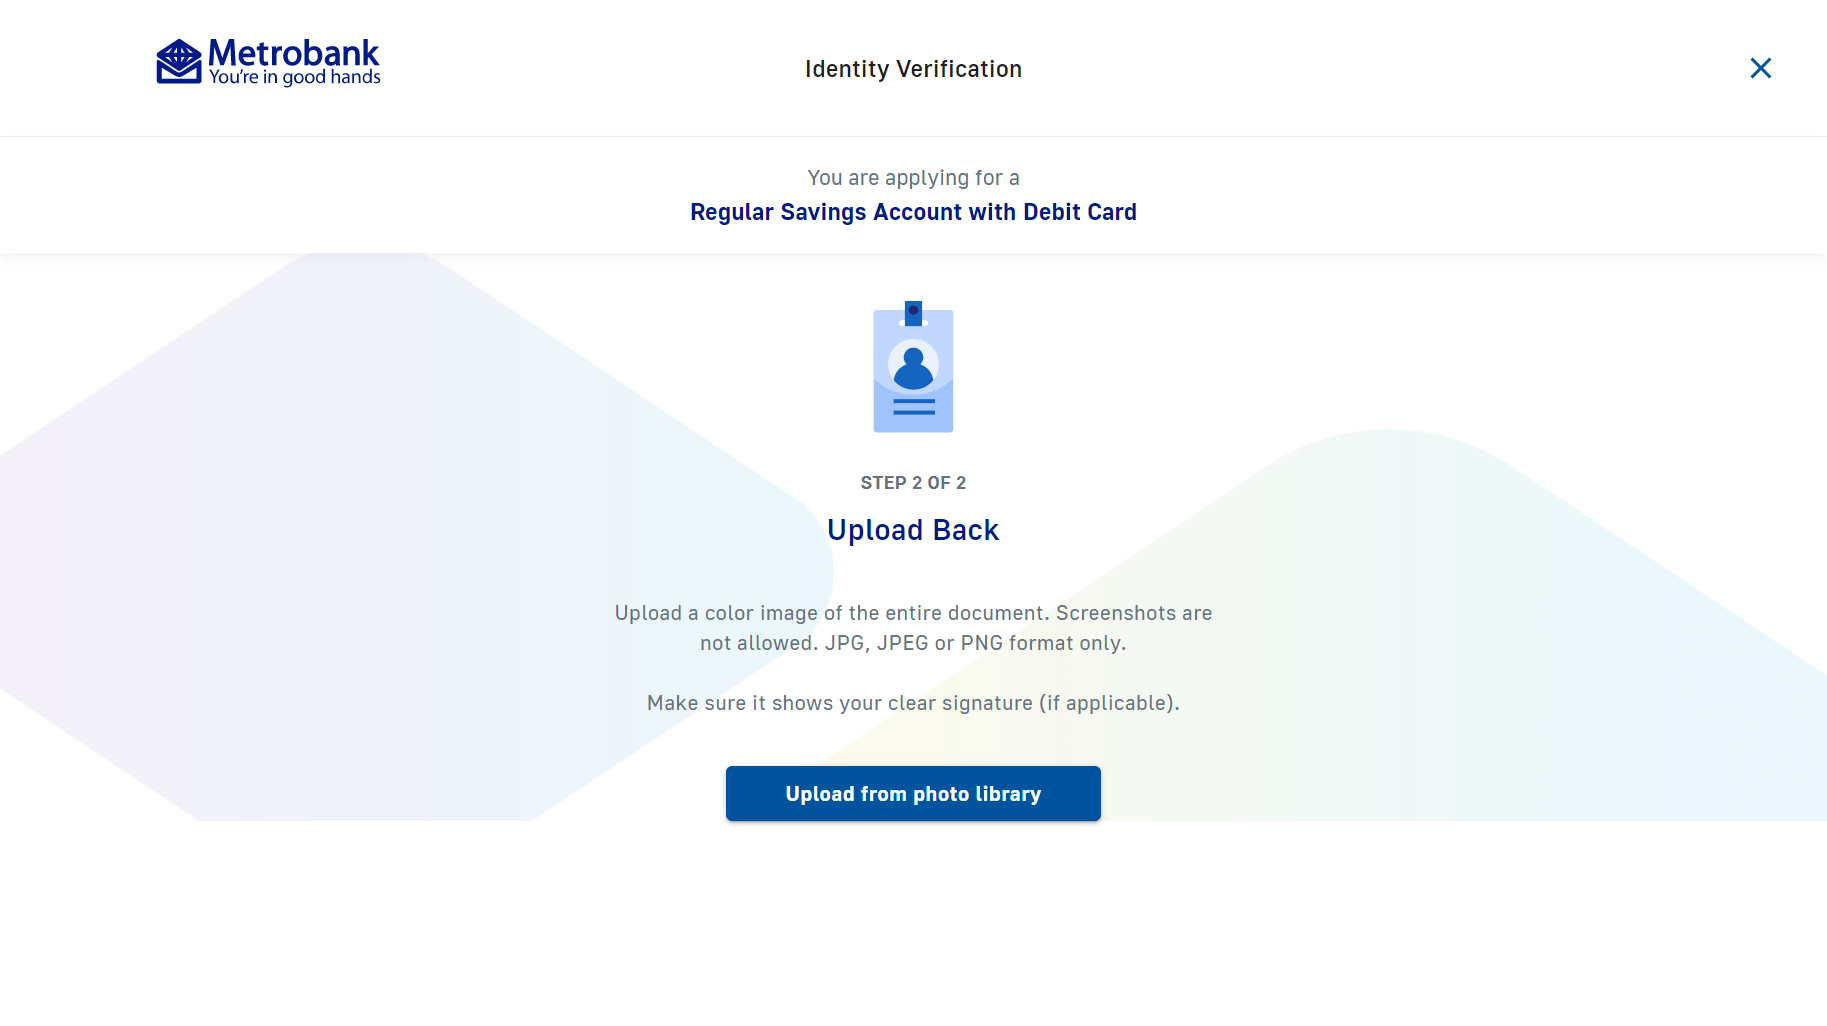 Metrobank
You're in good hands
Identity Verification
You are applying for a
Regular Savings Account with Debit Card
STEP 2 OF 2
Upload Back
Upload a color image of the entire document. Screenshots are
not allowed. JPG, JPEG or PNG format only.
Make sure it shows your clear signature (if applicable).
Upload from photo library